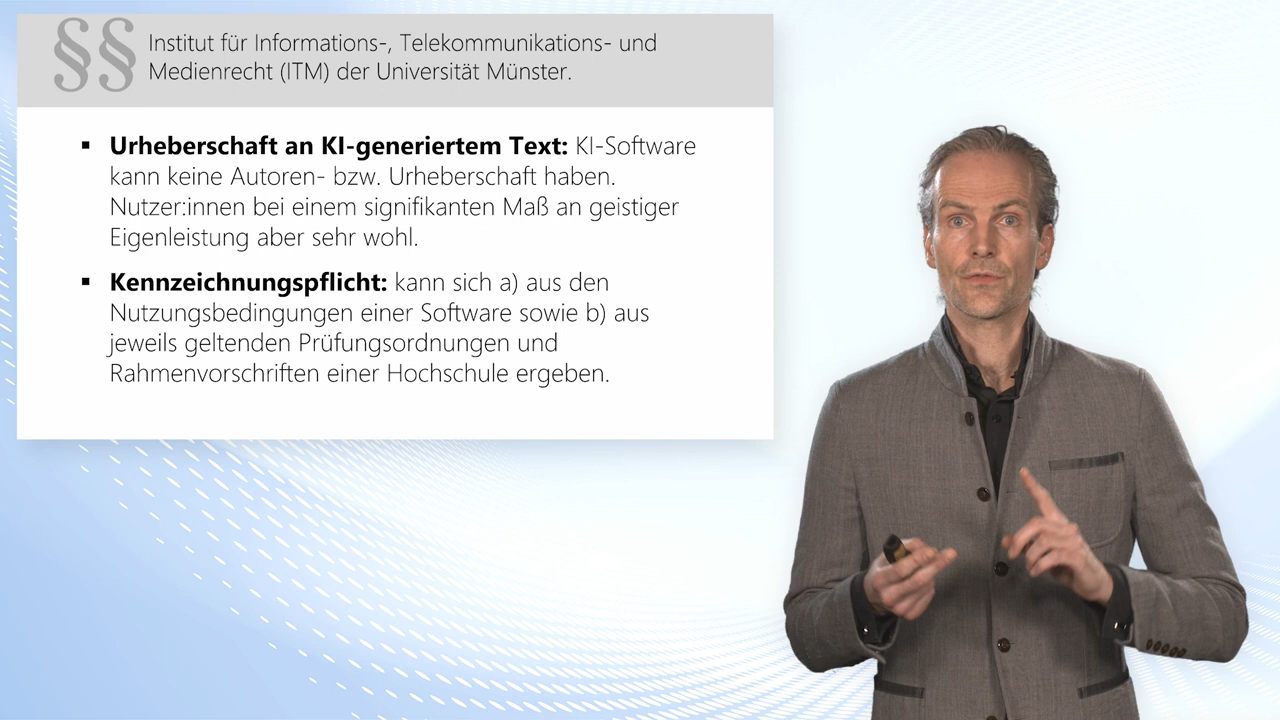 §§ Institut für Informations-, Telekommunikations- und
Medienrecht (ITM) der Universität Münster.
▪ Urheberschaft an KI-generiertem Text: KI-Software
kann keine Autoren- bzw. Urheberschaft haben.
Nutzer:innen bei einem signifikanten Maß an geistiger
Eigenleistung aber sehr wohl.
▪ Kennzeichnungspflicht: kann sich a) aus den
Nutzungsbedingungen einer Software sowie b) aus
jeweils geltenden Prüfungsordnungen und
Rahmenvorschriften einer Hochschule ergeben.